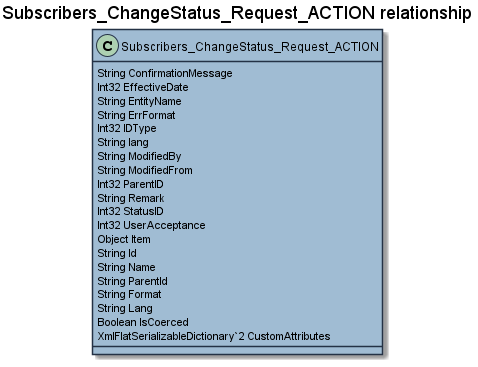 Subscribers_ChangeStatus_Request_ACTION relationship
C Subscribers_ChangeStatus_Request_ACTION
String ConfirmationMessage
Int32 EffectiveDate
String EntityName
String ErrFormat
Int32 IDType
String lang
String ModifiedBy
String ModifiedFrom
Int32 ParentID
String Remark
Int32 StatusID
Int32 UserAcceptance
Object Item
String Id
String Name
String ParentId
String Format
String Lang
Boolean IsCoerced
XmlFlatSerializableDictionary`2 CustomAttributes